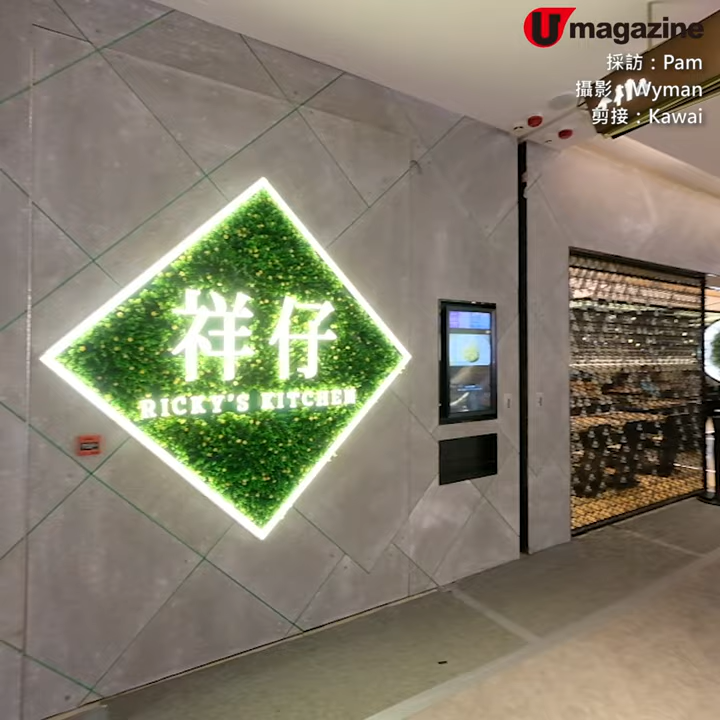 U magazine
採訪：Pam
攝影：Wyman
剪接：Kawai
祥仔
RICKY'S KITCHEN